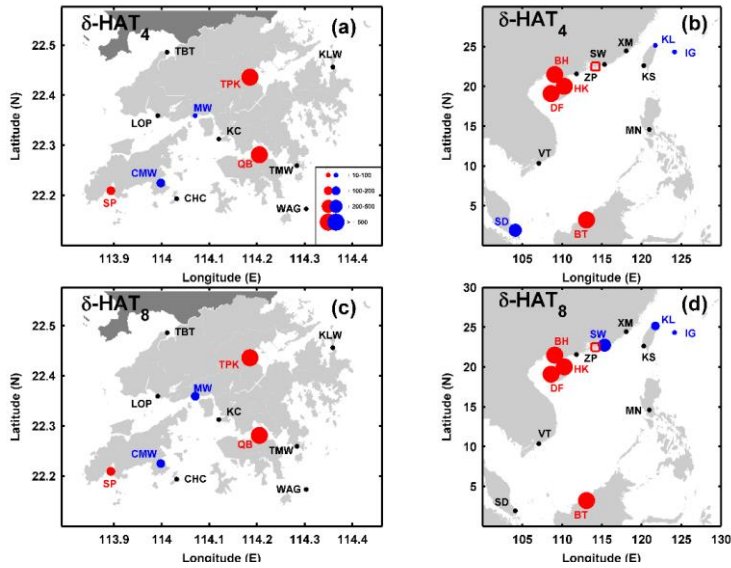 δ-HAT4
(a)
22.5
22.4
22.3
22.2
Latitude (N)
TBT
KLW
TPK
MW
LOP
KC
QB
TMW
CMW
SP
CHC
WAG
10-100
100-200
200-500
> 500
113.9 114 114.1 114.2 114.3 114.4
Longitude (E)
δ-HAT4
(b)
30
25
20
15
10
5
0
Latitude (N)
XM
KL
SW
IG
BH
ZP
KS
HK
DF
MN
VT
SD
BT
105 110 115 120 125
Longitude (E)
δ-HAT8
(c)
22.5
22.4
22.3
22.2
Latitude (N)
TBT
KLW
TPK
MW
LOP
KC
QB
TMW
CMW
SP
CHC
WAG
113.9 114 114.1 114.2 114.3 114.4
Longitude (E)
δ-HAT8
(d)
30
25
20
15
10
5
0
Latitude (N)
XM
KL
SW
IG
BH
ZP
KS
HK
DF
MN
VT
SD
BT
105 110 115 120 125 130
Longitude (E)